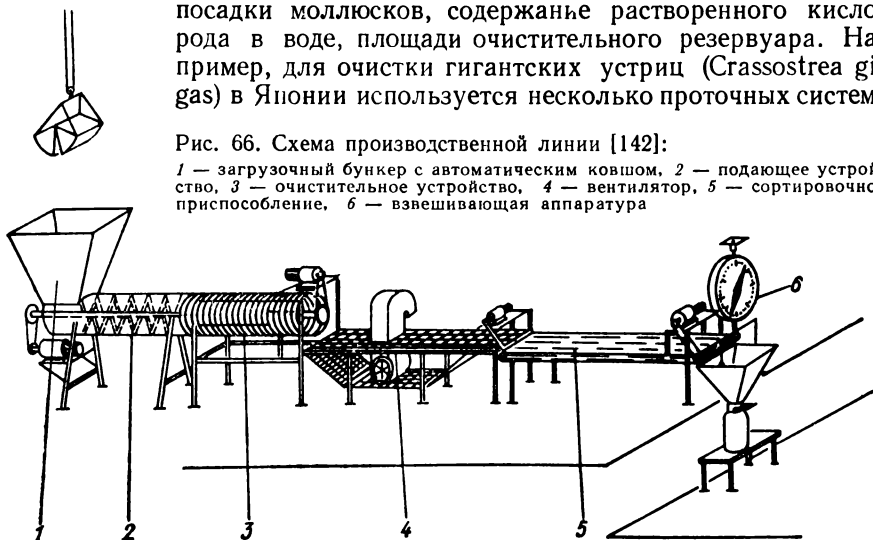 посадки моллюсков, содержанье растворенного кисло
рода в воде, площади очистительного резервуара. На
пример, для очистки гигантских устриц (Crassostrea gi
gas) в Японии используется несколько проточных систем
Рис. 66. Схема производственной линии [142]:
1 — загрузочный бункер с автоматическим ковшом, 2 — подающее устрой
ство, 3 — очистительное устройство, 4 — вентилятор, 5 — сортировочно
приспособление, 6 — взвешивающая аппаратура
6
1 2 3 4 5